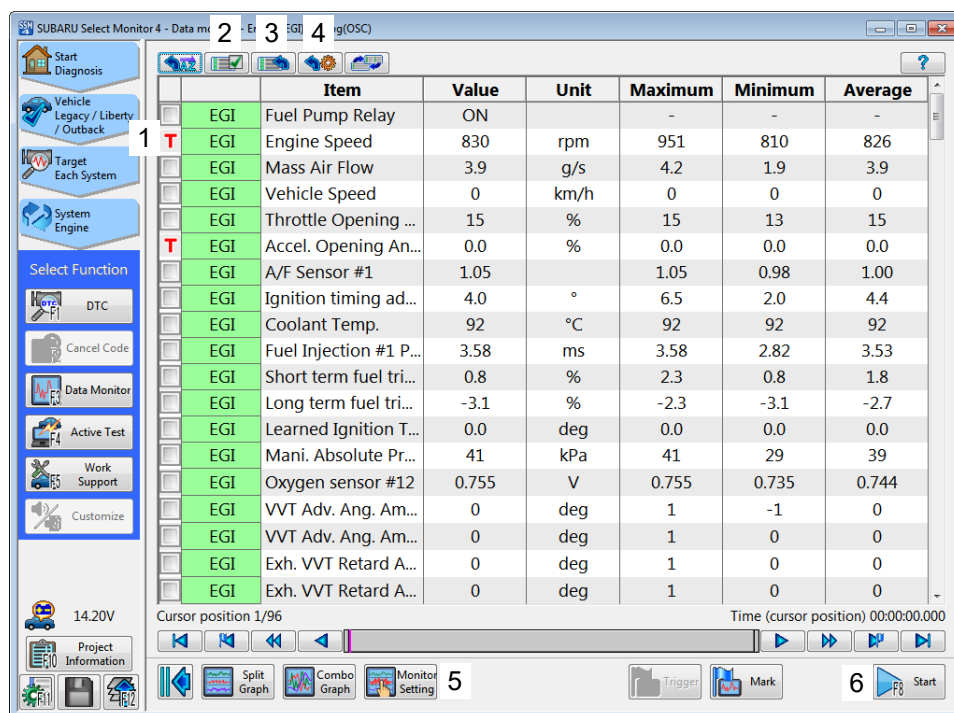 SUBARU Select Monitor 4 - Data mo 2 - En 3 EGI) 4 g(OSC)
Start
Diagnosis
Vehicle
Legacy / Liberty
/ Outback
Target
Each System
System
Engine
Select Function
DTC
F1
Cancel Code
Data Monitor
F3
Active Test
F4
Work
Support
F5
Customize
14.20V
Project
Information
F10
F11
F12
AZ
?
Item Value Unit Maximum Minimum Average
EGI Fuel Pump Relay ON - - -
1 T EGI Engine Speed 830 rpm 951 810 826
EGI Mass Air Flow 3.9 g/s 4.2 1.9 3.9
EGI Vehicle Speed 0 km/h 0 0 0
EGI Throttle Opening ... 15 % 15 13 15
T EGI Accel. Opening An... 0.0 % 0.0 0.0 0.0
EGI A/F Sensor #1 1.05 1.05 0.98 1.00
EGI Ignition timing ad... 4.0 ° 6.5 2.0 4.4
EGI Coolant Temp. 92 °C 92 92 92
EGI Fuel Injection #1 P... 3.58 ms 3.58 2.82 3.53
EGI Short term fuel tri... 0.8 % 2.3 0.8 1.8
EGI Long term fuel tri... -3.1 % -2.3 -3.1 -2.7
EGI Learned Ignition T... 0.0 deg 0.0 0.0 0.0
EGI Mani. Absolute Pr... 41 kPa 41 29 39
EGI Oxygen sensor #12 0.755 V 0.755 0.735 0.744
EGI VVT Adv. Ang. Am... 0 deg 1 -1 0
EGI VVT Adv. Ang. Am... 0 deg 1 0 0
EGI Exh. VVT Retard A... 0 deg 1 0 0
EGI Exh. VVT Retard A... 0 deg 1 0 0
Cursor position 1/96 Time (cursor position) 00:00:00.000
Split
Graph
Combo
Graph
Monitor
Setting
5
Trigger
Mark
6
F8
Start